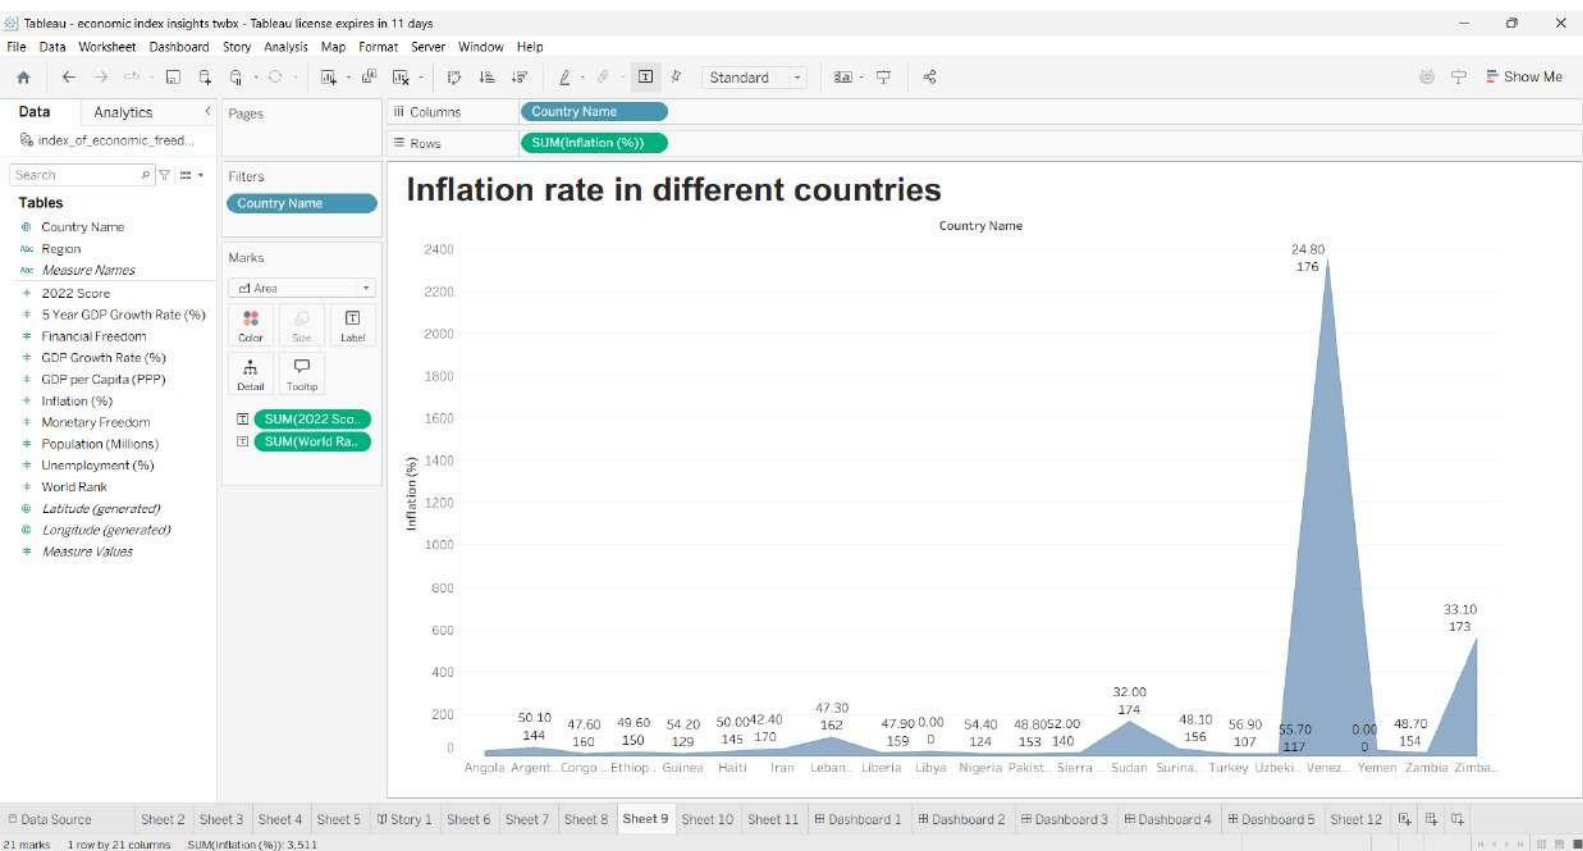 Tableau - economic index insights twbx - Tableau license expires in 11 days
File Data Worksheet Dashboard Story Analysis Map Format Server Window Help
Standard
Show Me
Data Analytics
index_of_economic_freed...
Search
Tables
Country Name
Abc Region
Abc Measure Names
2022 Score
5 Year GDP Growth Rate (%)
Financial Freedom
GDP Growth Rate (%)
GDP per Capita (PPP)
Inflation (%)
Monetary Freedom
Population (Millions)
Unemployment (%)
World Rank
Latitude (generated)
Longitude (generated)
Measure Values
Pages
Filters
Country Name
Marks
Area
Color Size Label
Detail Tooltip
SUM(2022 Sco..
SUM(World Ra..
Columns Country Name
Rows SUM(Inflation (%))
Inflation rate in different countries
Country Name
Inflation (%)
2400
2200
2000
1800
1600
1400
1200
1000
800
600
400
200
0
50.10
144
47.60
160
49.60
150
54.20
129
50.00
145
42.40
170
47.30
162
47.90
159
0.00
0
54.40
124
48.80
153
52.00
140
32.00
174
48.10
156
56.90
107
55.70
117
24.80
176
0.00
0
48.70
154
33.10
173
Angola Argent.. Congo .. Ethiop.. Guinea Haiti Iran Leban.. Liberia Libya Nigeria Pakist.. Sierra .. Sudan Surina.. Turkey Uzbeki.. Venez.. Yemen Zambia Zimba..
Data Source Sheet 2 Sheet 3 Sheet 4 Sheet 5 Story 1 Sheet 6 Sheet 7 Sheet 8 Sheet 9 Sheet 10 Sheet 11 Dashboard 1 Dashboard 2 Dashboard 3 Dashboard 4 Dashboard 5 Sheet 12
21 marks 1 row by 21 columns SUM(Inflation (%)): 3,511